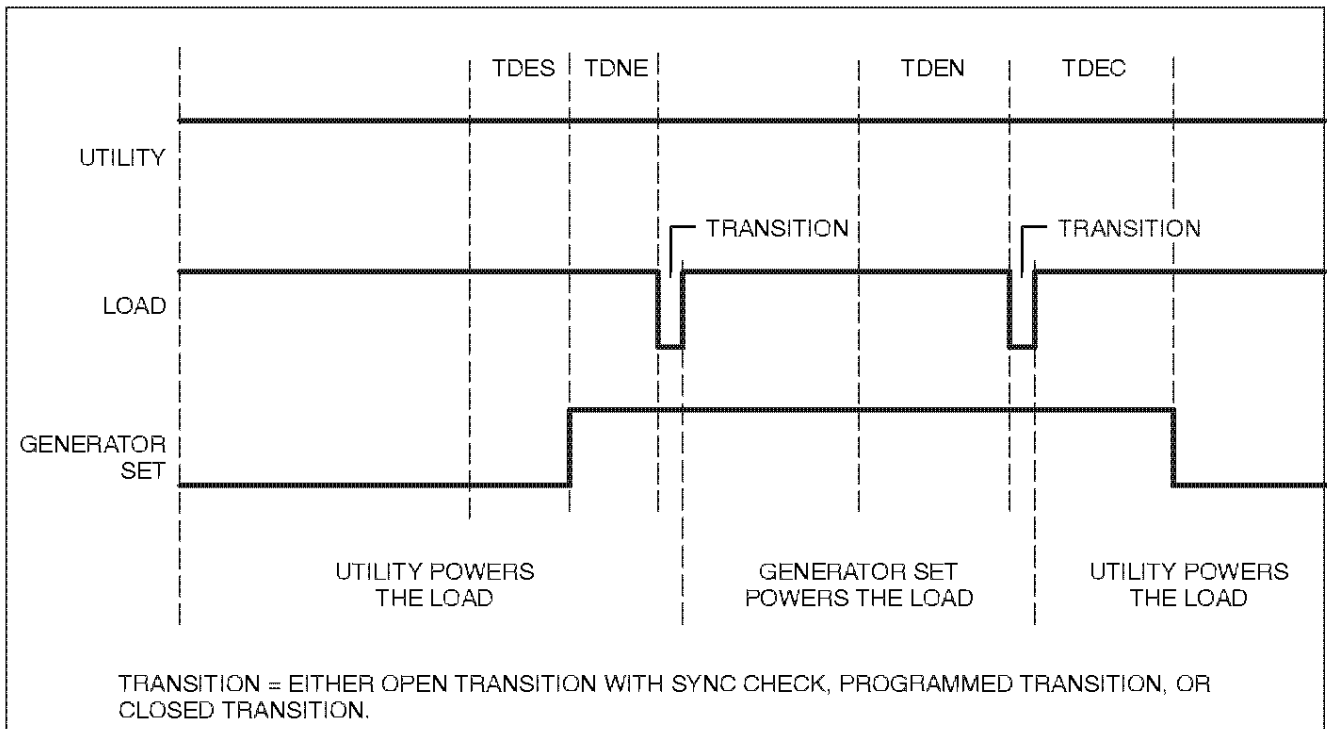 TDES TDNE TDEN TDEC
UTILITY
TRANSITION TRANSITION
LOAD
GENERATOR
SET
UTILITY POWERS
THE LOAD
GENERATOR SET
POWERS THE LOAD
UTILITY POWERS
THE LOAD
TRANSITION = EITHER OPEN TRANSITION WITH SYNC CHECK, PROGRAMMED TRANSITION, OR
CLOSED TRANSITION.